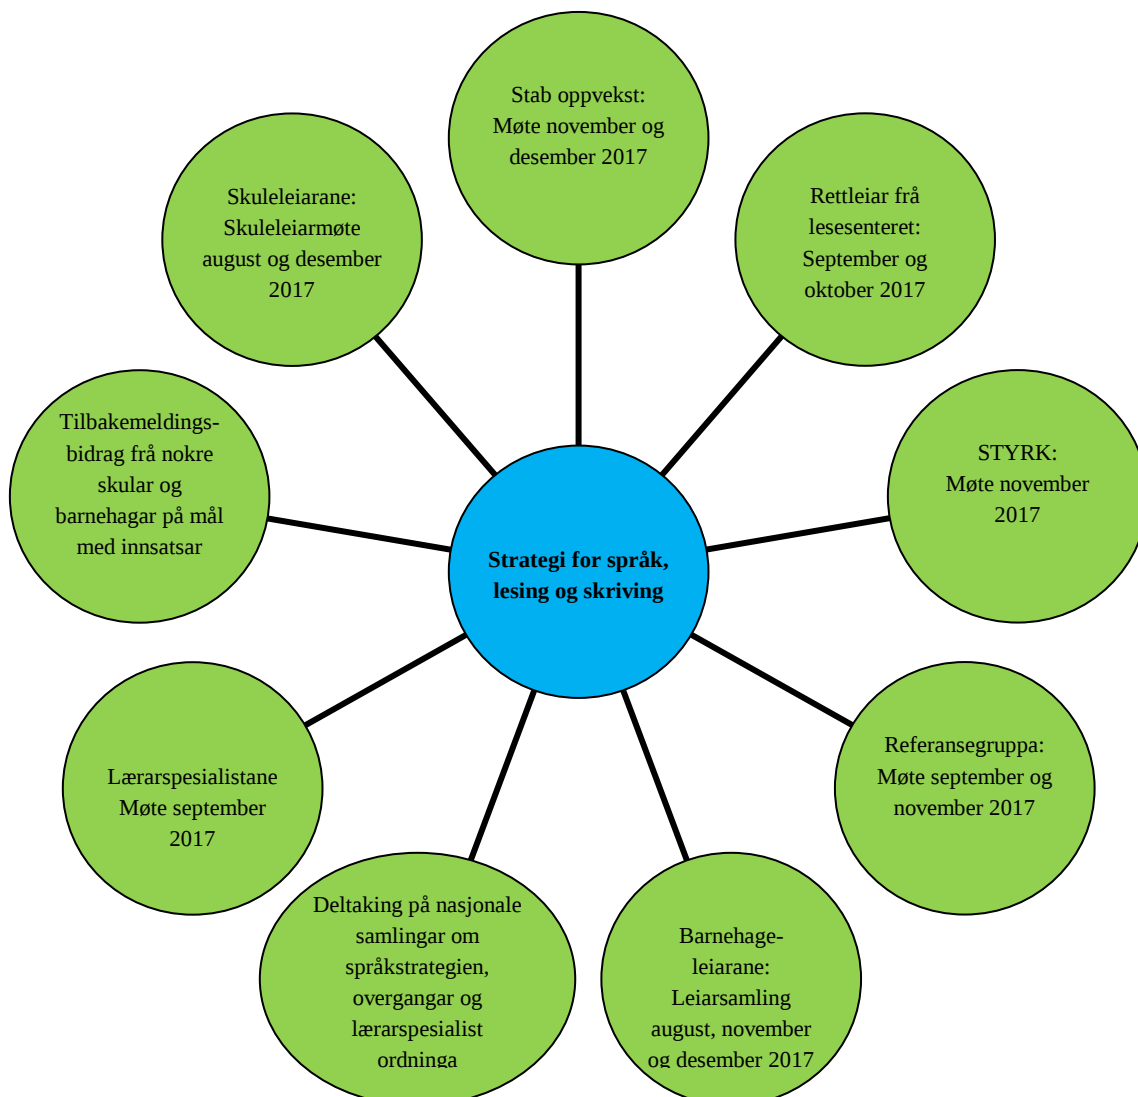 Stab oppvekst:
Møte november og
desember 2017
Rettleiar frå
lesesenteret:
September og
oktober 2017
STYRK:
Møte november
2017
Referansegruppa:
Møte september og
november 2017
Barnehage-
leiarane:
Leiarsamling
august, november
og desember 2017
Deltaking på nasjonale
samlingar om
språkstrategien,
overgangar og
lærarspesialist
ordninga
Lærarspesialistane
Møte september
2017
Tilbakemeldings-
bidrag frå nokre
skular og
barnehagar på mål
med innsatsar
Skuleleiarane:
Skuleleiarmøte
august og desember
2017
Strategi for språk,
lesing og skriving